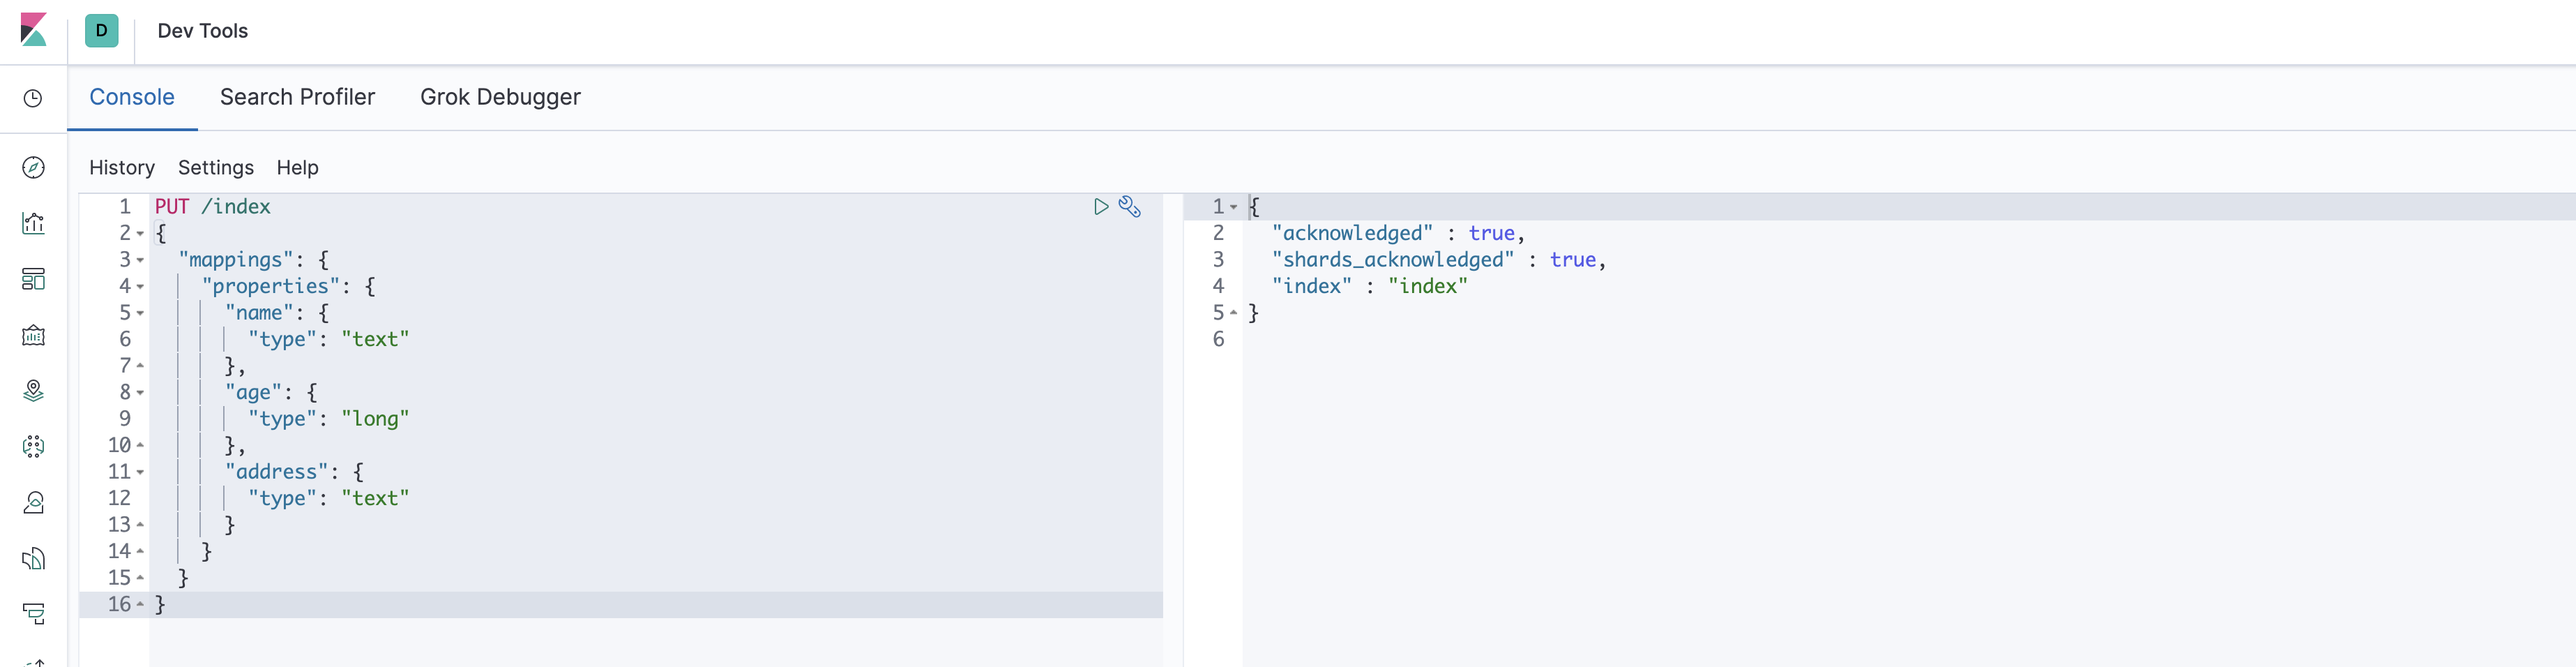 D
Dev Tools
Console Search Profiler Grok Debugger
History Settings Help
1 PUT /index
2 {
3 "mappings": {
4 "properties": {
5 "name": {
6 "type": "text"
7 },
8 "age": {
9 "type": "long"
10 },
11 "address": {
12 "type": "text"
13 }
14 }
15 }
16 }
1 {
2 "acknowledged" : true,
3 "shards_acknowledged" : true,
4 "index" : "index"
5 }
6